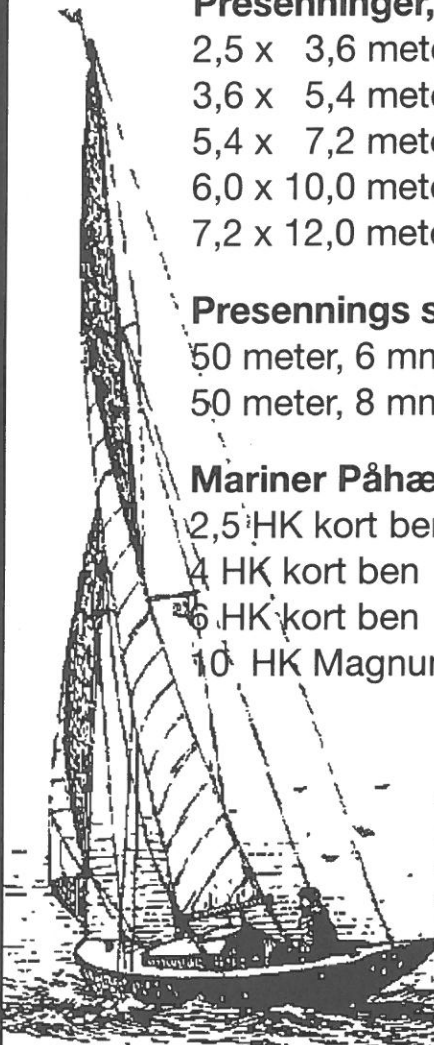 Presenninger,
2,5 x 3,6 mete
3,6 x 5,4 mete
5,4 x 7,2 mete
6,0 x 10,0 mete
7,2 x 12,0 mete
Presennings s
50 meter, 6 mm
50 meter, 8 mm
Mariner Påhæ
2,5 HK kort ben
4 HK kort ben
6 HK kort ben
10 HK Magnum